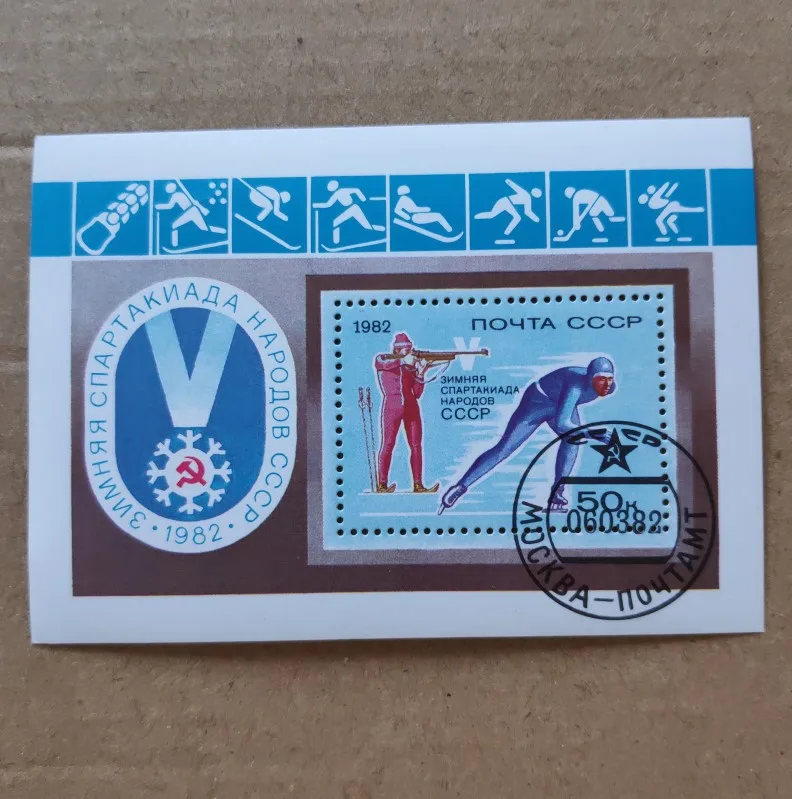 ЗИМНЯЯ СПАРТАКИАДА НАРОДОВ СССР
V
· 1982 ·
1982
ПОЧТА СССР
V
ЗИМНЯЯ
СПАРТАКИАДА
НАРОДОВ
СССР
50к
СССР
060382
МОСКВА–ПОЧТАМТ